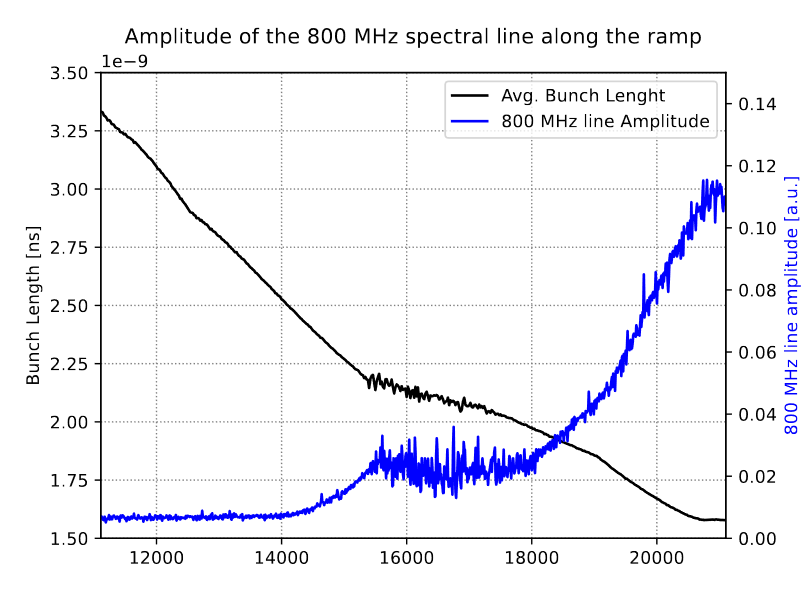 Amplitude of the 800 MHz spectral line along the ramp
1e−9
3.50
3.25
3.00
2.75
2.50
2.25
2.00
1.75
1.50
Bunch Length [ns]
Avg. Bunch Lenght
800 MHz line Amplitude
0.14
0.12
0.10
0.08
0.06
0.04
0.02
0.00
800 MHz line amplitude [a.u.]
12000 14000 16000 18000 20000